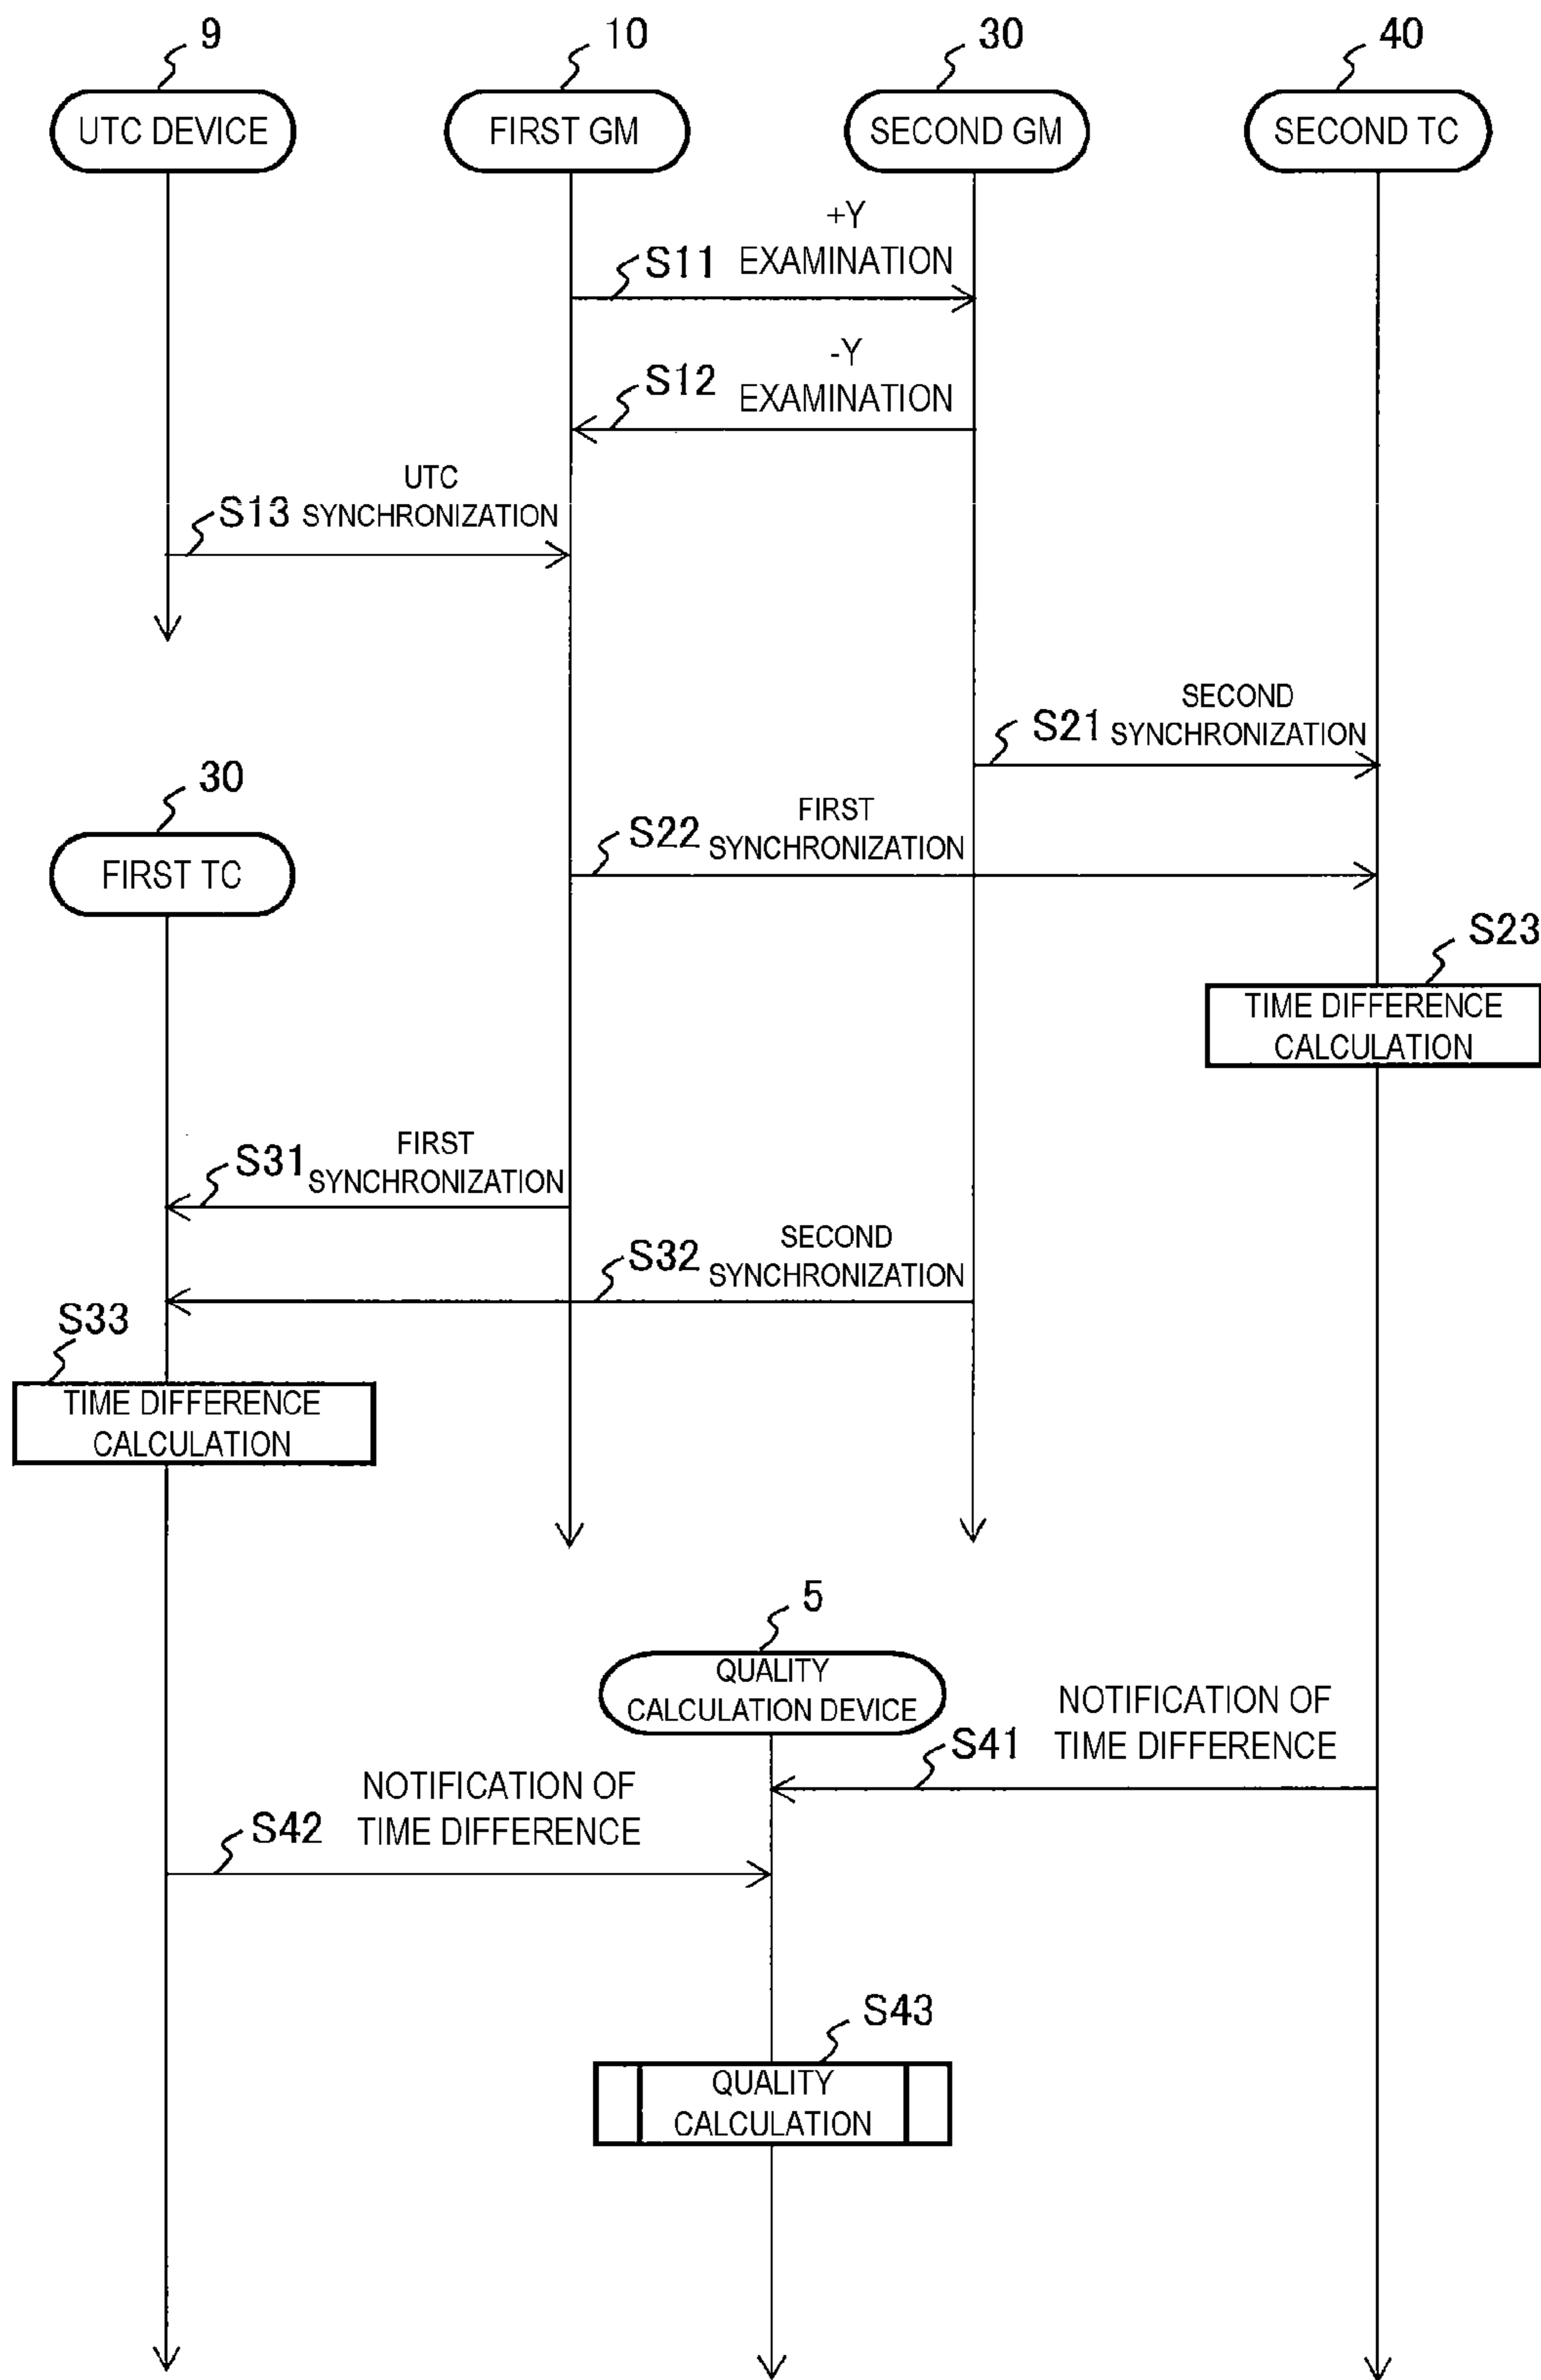 9
10
30
40
UTC DEVICE
FIRST GM
SECOND GM
SECOND TC
+Y
S11 EXAMINATION
-Y
S12 EXAMINATION
UTC
S13 SYNCHRONIZATION
SECOND
S21 SYNCHRONIZATION
30
FIRST TC
FIRST
S22 SYNCHRONIZATION
S23
TIME DIFFERENCE
CALCULATION
FIRST
S31 SYNCHRONIZATION
SECOND
S32 SYNCHRONIZATION
S33
TIME DIFFERENCE
CALCULATION
5
QUALITY
CALCULATION DEVICE
NOTIFICATION OF
S41 TIME DIFFERENCE
NOTIFICATION OF
S42 TIME DIFFERENCE
S43
QUALITY
CALCULATION